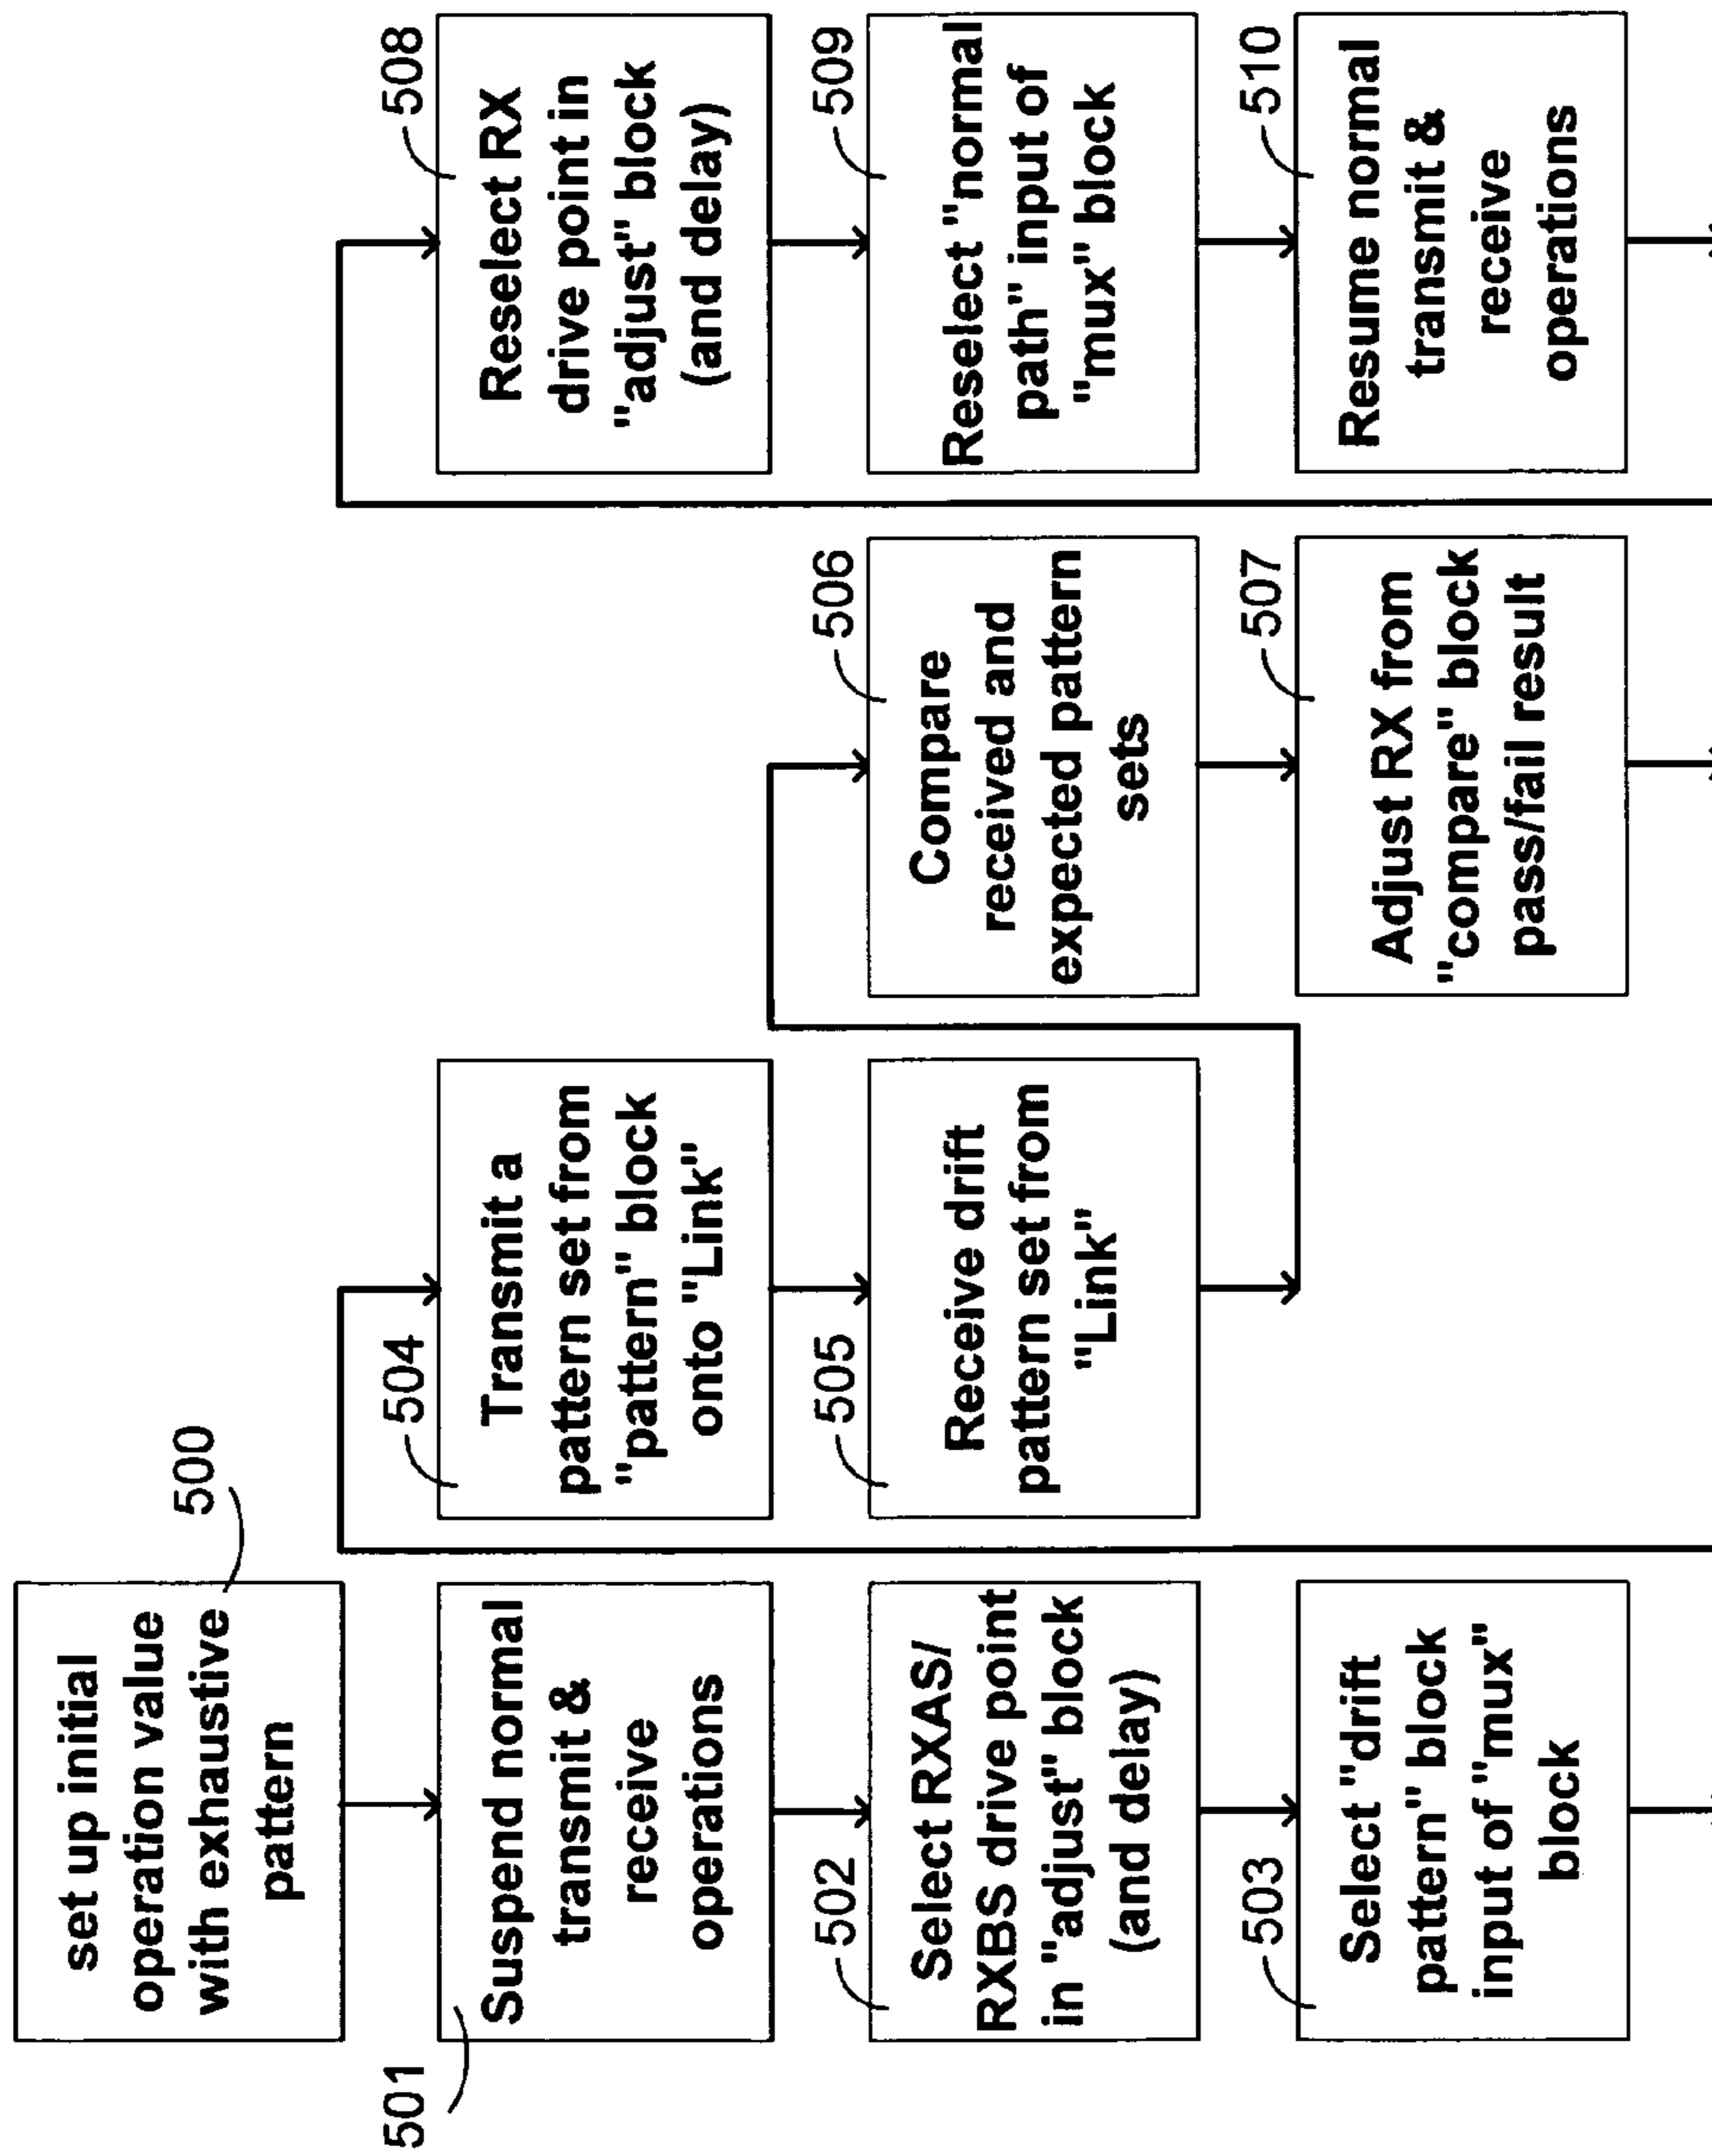 500
set up initial
operation value
with exhaustive
pattern
501
Suspend normal
transmit &
receive
operations
502
Select RXAS/
RXBS drive point
in "adjust" block
(and delay)
503
Select "drift
pattern" block
input of "mux"
block
504
Transmit a
pattern set from
"pattern" block
onto "Link"
505
Receive drift
pattern set from
"Link"
506
Compare
received and
expected pattern
sets
507
Adjust RX from
"compare" block
pass/fail result
508
Reselect RX
drive point in
"adjust" block
(and delay)
509
Reselect "normal
path" input of
"mux" block
510
Resume normal
transmit &
receive
operations